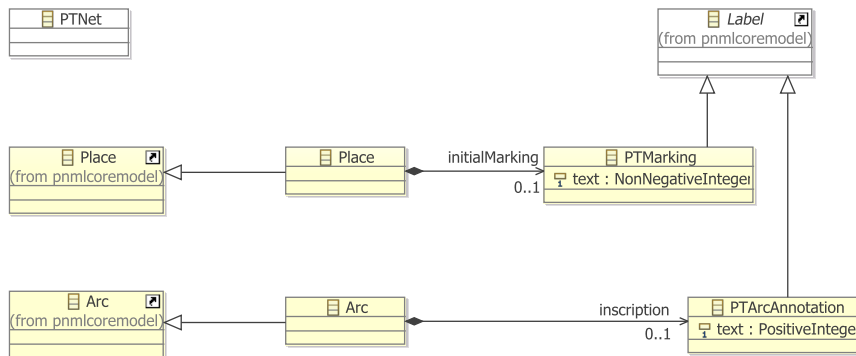 PTNet
Label
(from pnmlcoremodel)
Place
(from pnmlcoremodel)
Place
initialMarking
0..1
PTMarking
text : NonNegativeInteger
Arc
(from pnmlcoremodel)
Arc
inscription
0..1
PTArcAnnotation
text : PositiveIntege